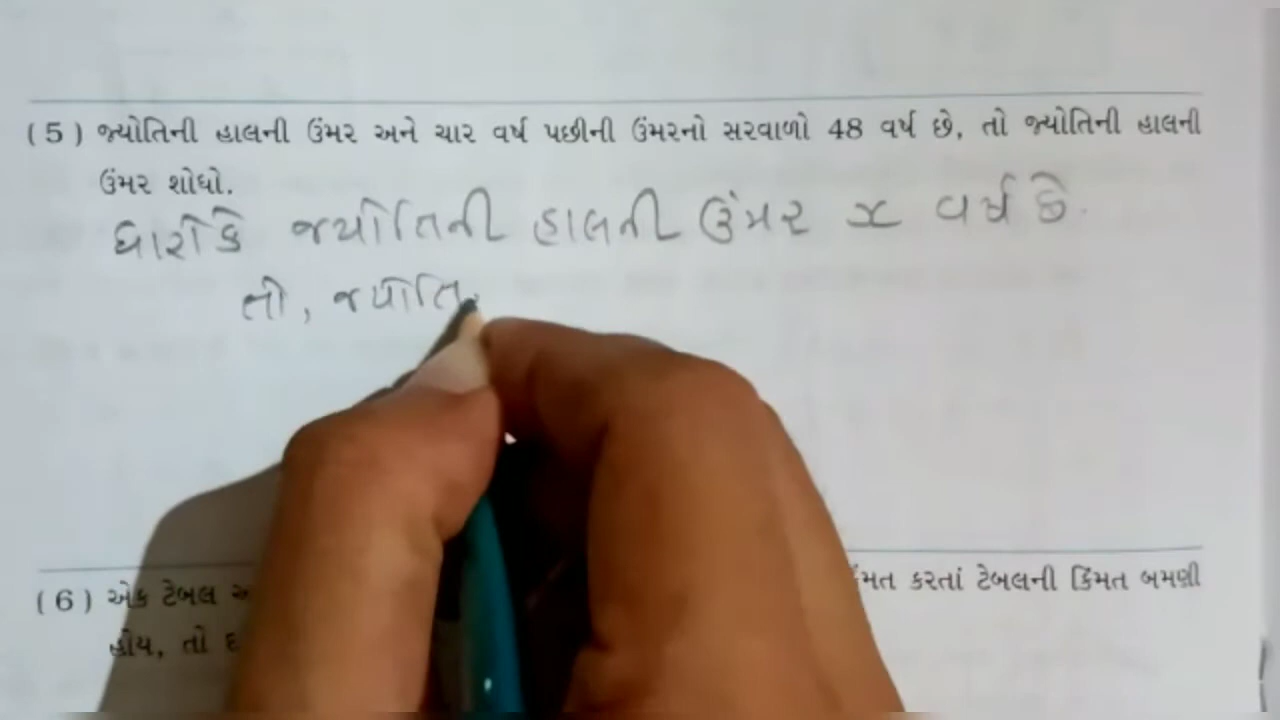 (5) જ્યોતિની હાલની ઉંમર અને ચાર વર્ષ પછીની ઉંમરનો સરવાળો 48 વર્ષ છે, તો જ્યોતિની હાલની
ઉંમર શોધો.
ધારોકે જ્યોતિની હાલની ઉંમર x વર્ષ છે.
તો, જ્યોતિ
(6) એક ટેબલ કરતાં ટેબલની કિંમત બમણી
હોય, તો